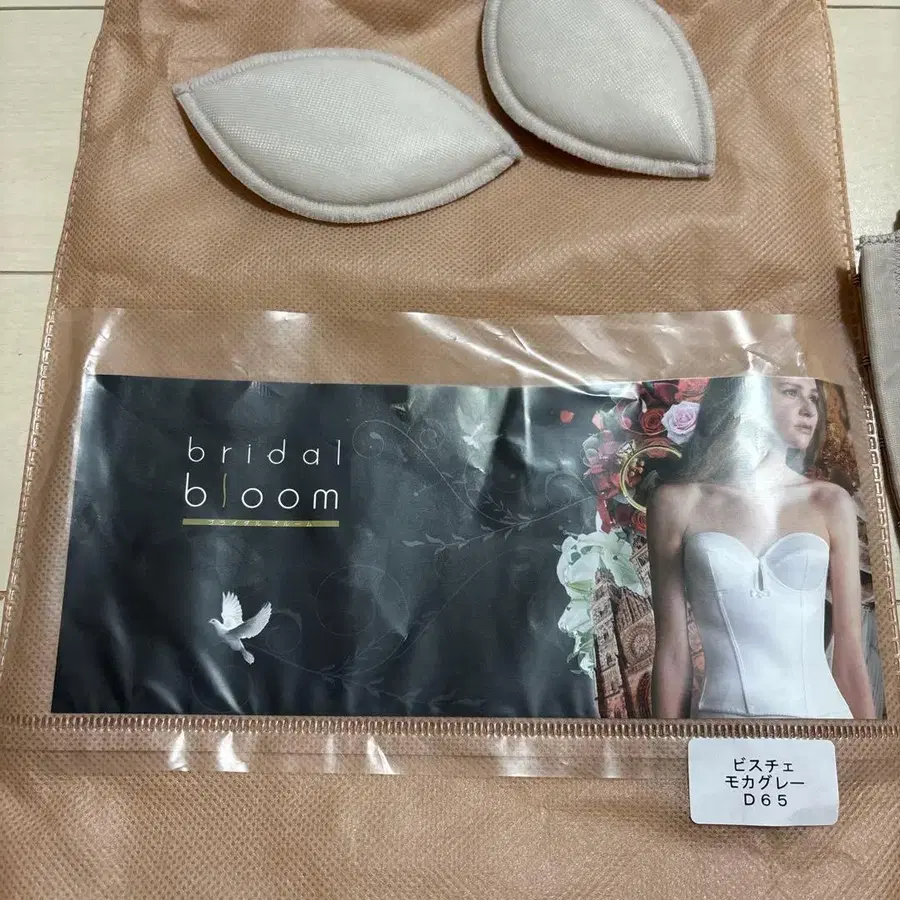 bridal
bloom
ブライダル ブルーム
ビスチェ
モカグレー
D65